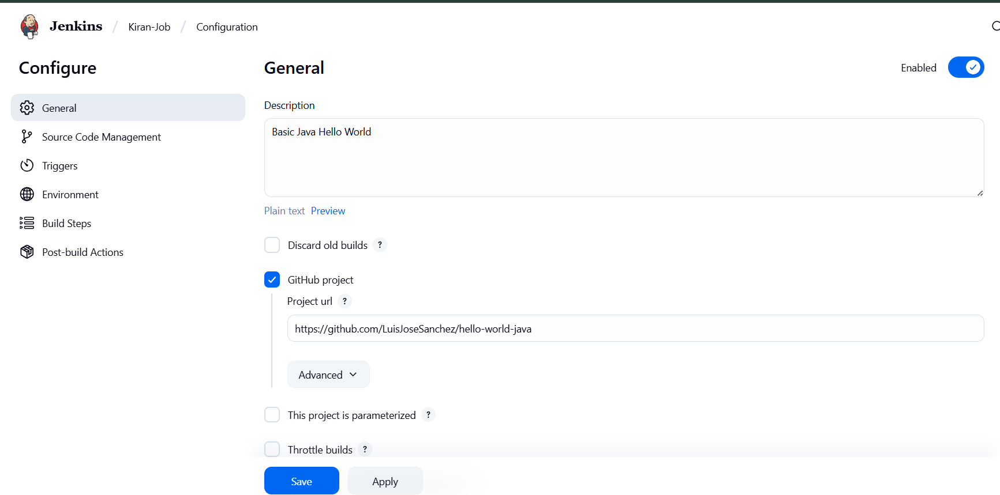 Jenkins / Kiran-Job / Configuration
Configure
General
Source Code Management
Triggers
Environment
Build Steps
Post-build Actions
General
Enabled
Description
Basic Java Hello World
Plain text Preview
Discard old builds ?
GitHub project
Project url ?
https://github.com/LuisJoseSanchez/hello-world-java
Advanced
This project is parameterized ?
Throttle builds ?
Save Apply